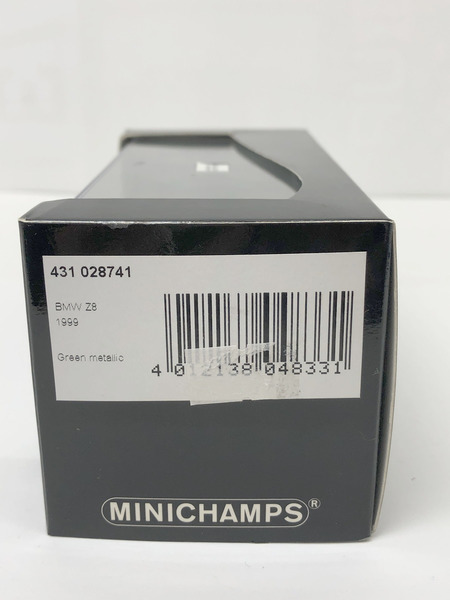 431 028741
BMW Z8
1999
Green metallic
4 012138 048331
MINICHAMPS®